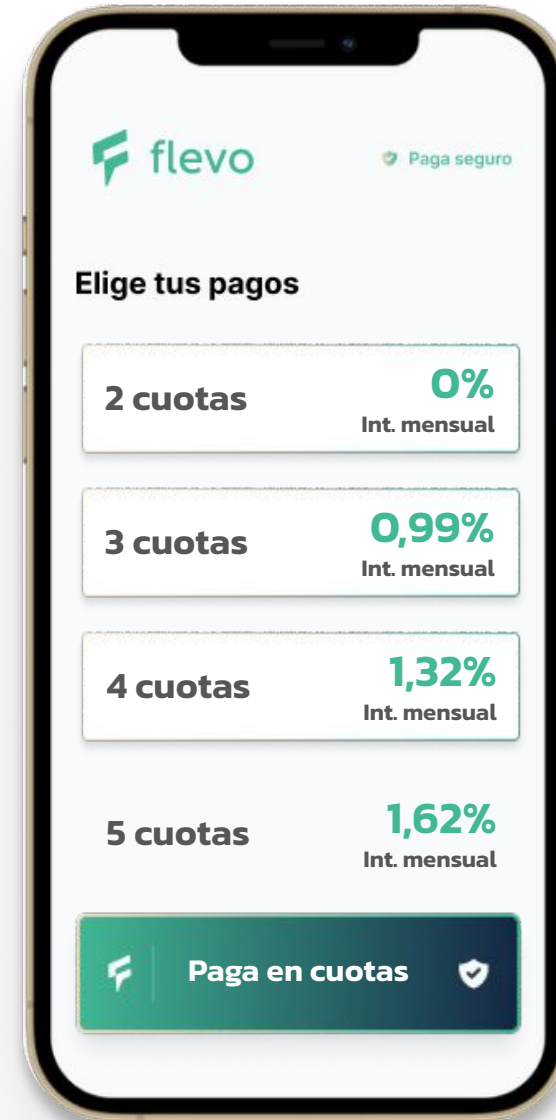 flevo
Paga seguro
Elige tus pagos
2 cuotas
0%
Int. mensual
3 cuotas
0,99%
Int. mensual
4 cuotas
1,32%
Int. mensual
5 cuotas
1,62%
Int. mensual
Paga en cuotas